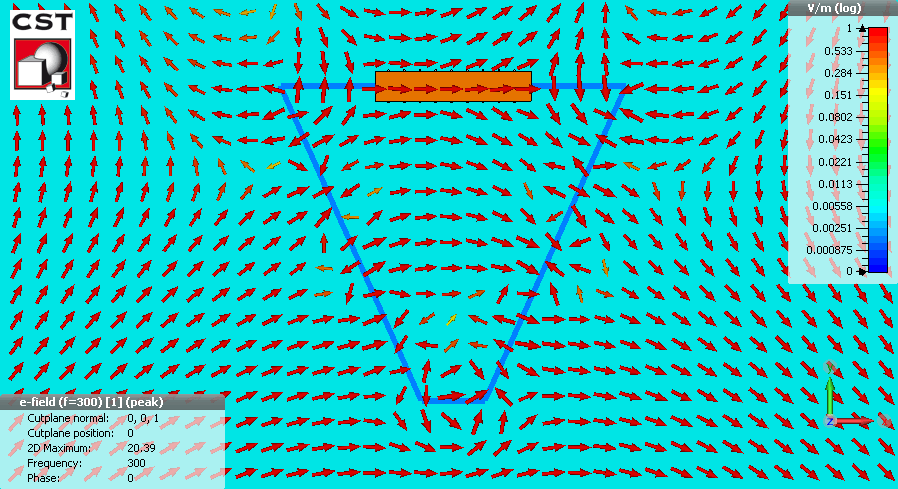 CST
V/m (log)
1
0.533
0.284
0.151
0.0802
0.0423
0.0221
0.0113
0.00558
0.00251
0.000875
0
e-field (f=300) [1] (peak)
Cutplane normal: 0, 0, 1
Cutplane position: 0
2D Maximum: 20.39
Frequency: 300
Phase: 0
z